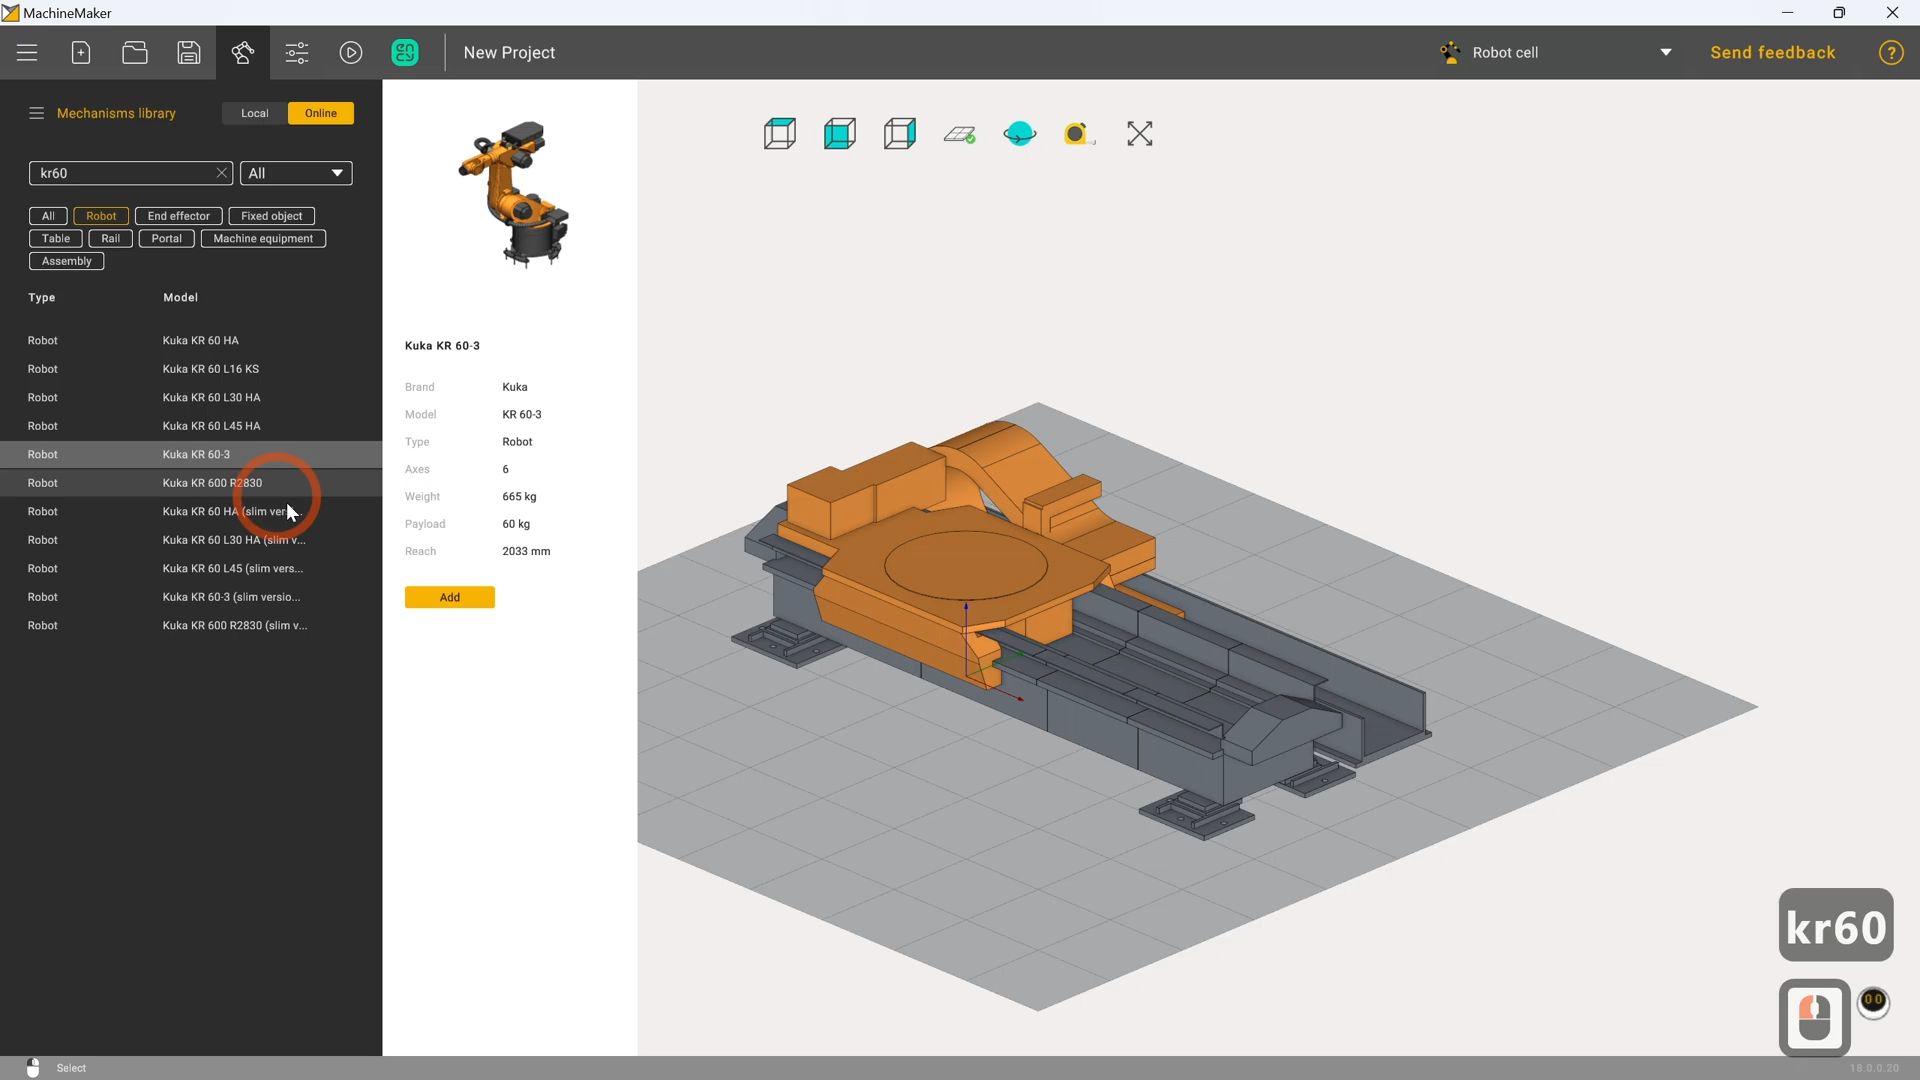 MachineMaker
New Project
Robot cell
Send feedback
?
Mechanisms library
Local
Online
kr60
All
All
Robot
End effector
Fixed object
Table
Rail
Portal
Machine equipment
Assembly
Type Model
Robot Kuka KR 60 HA
Robot Kuka KR 60 L16 KS
Robot Kuka KR 60 L30 HA
Robot Kuka KR 60 L45 HA
Robot Kuka KR 60-3
Robot Kuka KR 600 R2830
Robot Kuka KR 60 HA (slim ver...
Robot Kuka KR 60 L30 HA (slim v...
Robot Kuka KR 60 L45 (slim vers...
Robot Kuka KR 60-3 (slim versio...
Robot Kuka KR 600 R2830 (slim v...
Kuka KR 60-3
Brand Kuka
Model KR 60-3
Type Robot
Axes 6
Weight 665 kg
Payload 60 kg
Reach 2033 mm
Add
kr60
00
Select
18.0.0.20